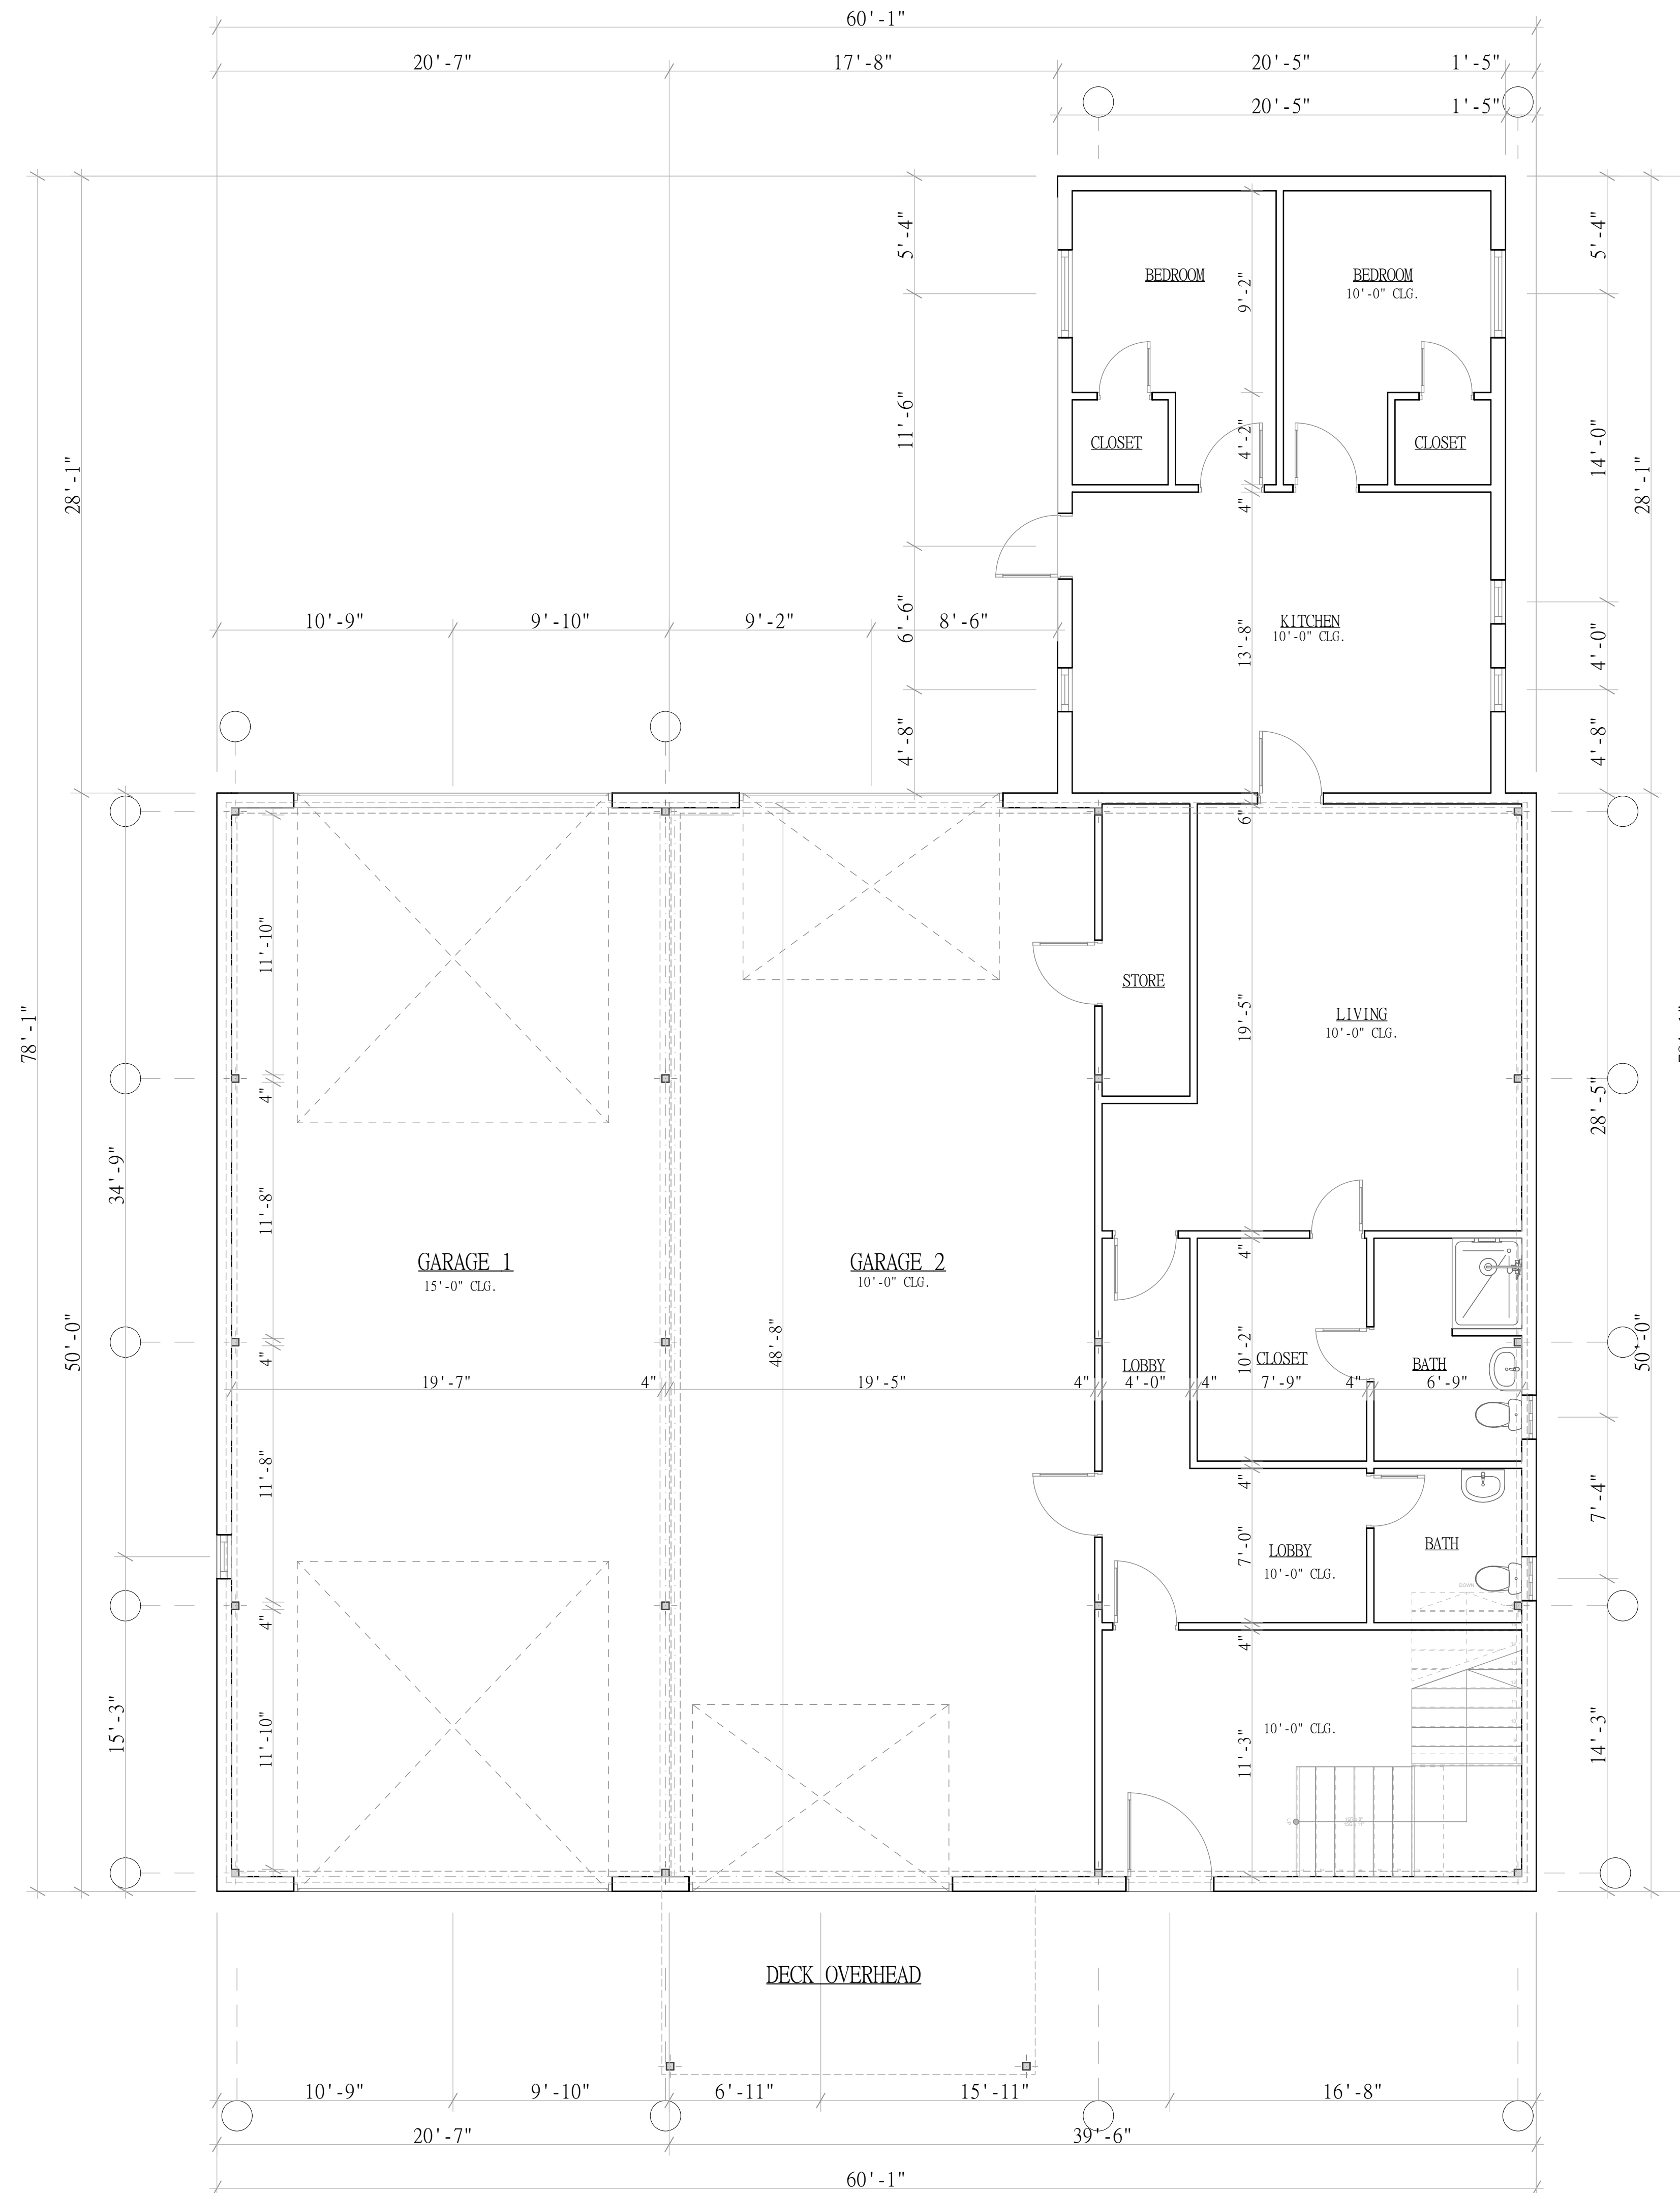 60'-1"
20'-7"
17'-8"
20'-5"
1'-5"
20'-5"
1'-5"
5'-4"
5'-4"
BEDROOM
BEDROOM
10'-0" CLG.
9'-2"
11'-6"
14'-0"
4'-2"
CLOSET
CLOSET
28'-1"
28'-1"
4"
10'-9"
9'-10"
9'-2"
8'-6"
6'-6"
KITCHEN
10'-0" CLG.
13'-8"
4'-0"
4'-8"
4'-8"
6"
11'-10"
STORE
19'-5"
LIVING
10'-0" CLG.
78'-1"
4"
28'-5"
34'-9"
11'-8"
GARAGE 1
15'-0" CLG.
GARAGE 2
10'-0" CLG.
4"
50'-0"
4"
48'-8"
10'-2"
LOBBY
CLOSET
BATH
50'-0"
19'-7"
4"
19'-5"
4"
4'-0"
4"
7'-9"
4"
6'-9"
11'-8"
4"
7'-4"
7'-0"
LOBBY
10'-0" CLG.
BATH
DOWN
4"
4"
15'-3"
11'-10"
10'-0" CLG.
11'-3"
14'-3"
DECK OVERHEAD
10'-9"
9'-10"
6'-11"
15'-11"
16'-8"
20'-7"
39'-6"
60'-1"